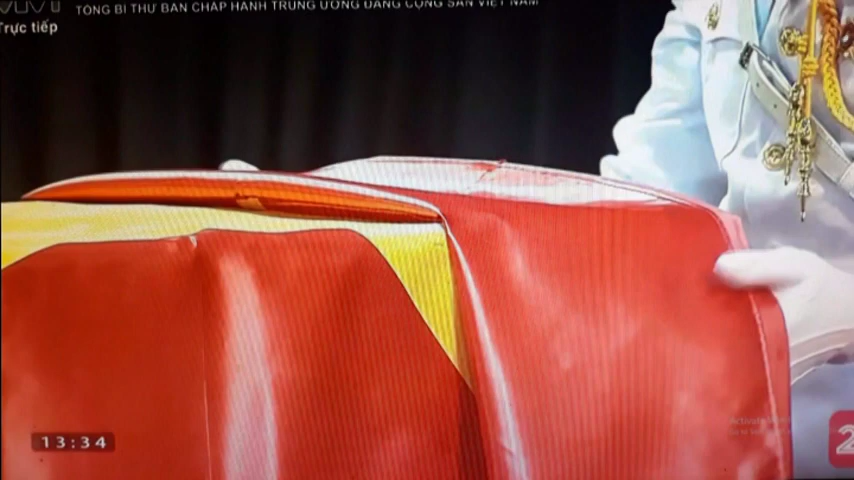 TỔNG BÍ THƯ BAN CHẤP HÀNH TRUNG ƯƠNG ĐẢNG CỘNG SẢN VIỆT NAM
Trực tiếp
13:34
Activate
2